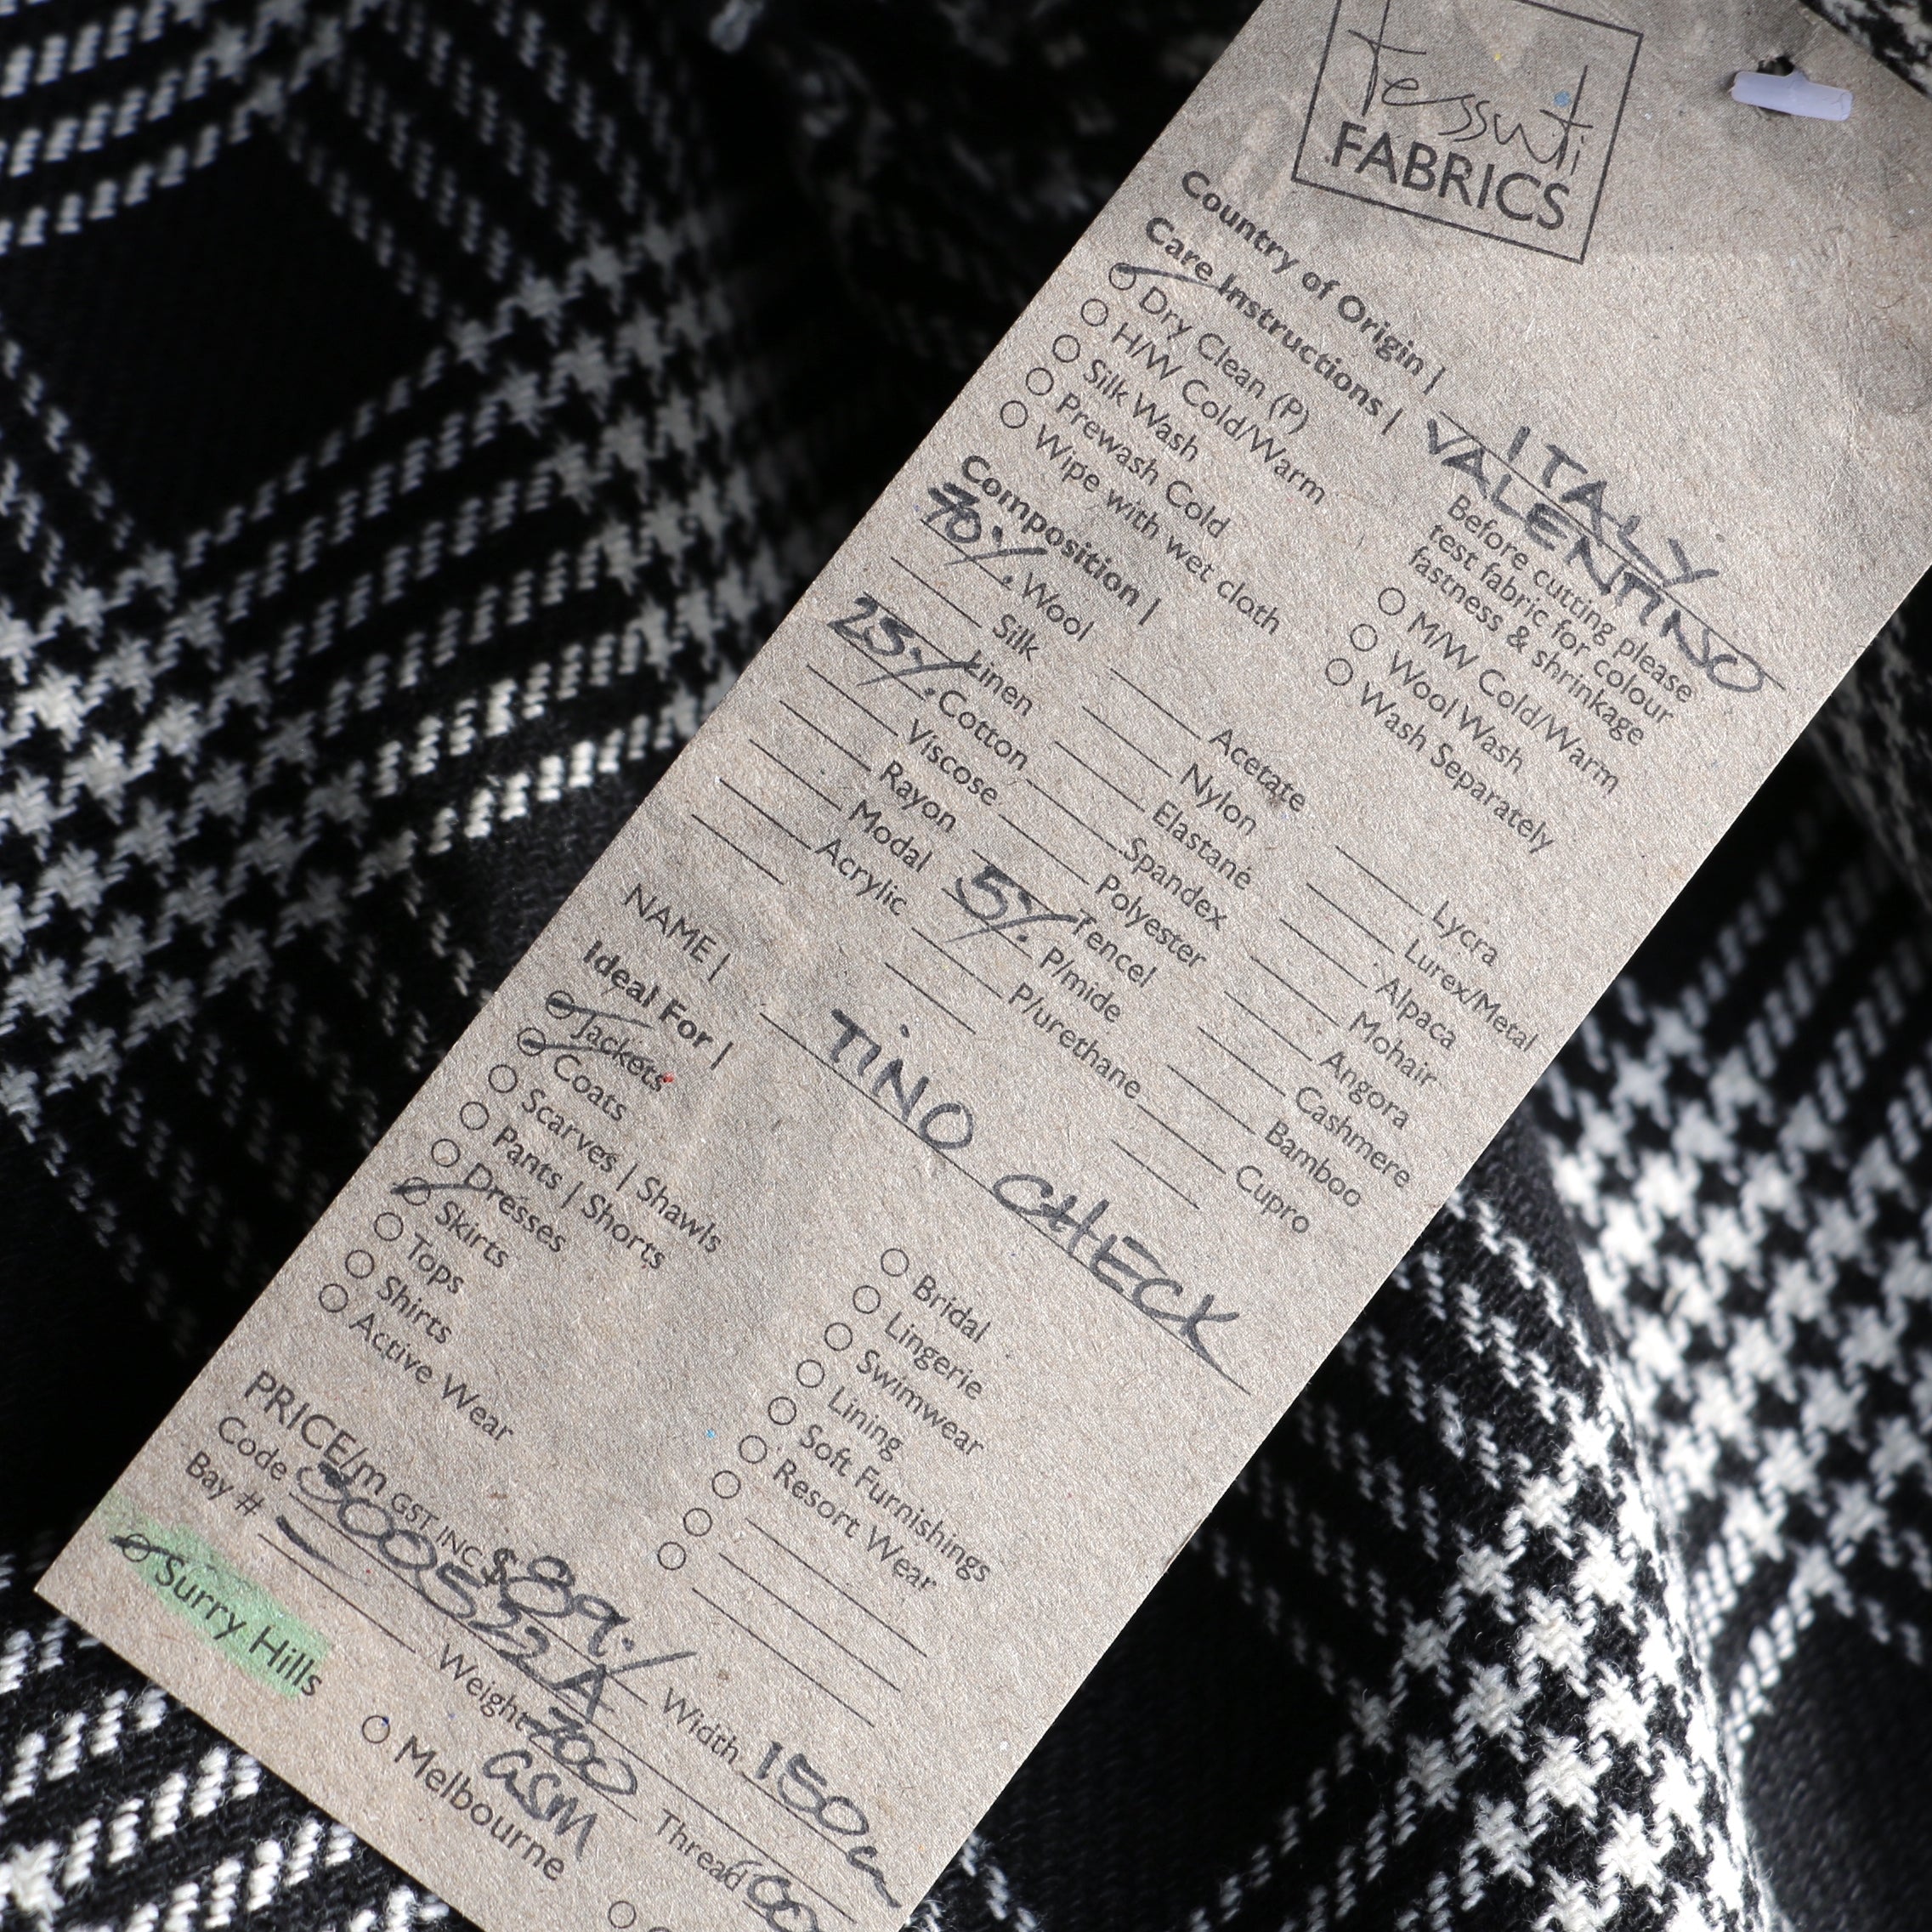 tessuti
FABRICS
Country of Origin | ITALY
VALENTINO
Care Instructions |
Before cutting please
test fabric for colour
fastness & shrinkage
Dry Clean (P)
H/W Cold/Warm
Silk Wash
Prewash Cold
Wipe with wet cloth
M/W Cold/Warm
Wool Wash
Wash Separately
Composition |
70% Wool
Silk
Linen
25% Cotton
Viscose
Rayon
Modal
Acrylic
Acetate
Nylon
Elastane
Spandex
Polyester
Tencel
5% P/mide
P/urethane
Lycra
Lurex/Metal
Alpaca
Mohair
Angora
Cashmere
Bamboo
Cupro
NAME | TINO CHECK
Ideal For |
Jackets
Coats
Scarves | Shawls
Pants | Shorts
Dresses
Skirts
Tops
Shirts
Active Wear
Bridal
Lingerie
Swimwear
Lining
Soft Furnishings
Resort Wear
PRICE/m GST INC $89./ Width 150cm
Code 3005322A
Weight 700 GSM
Thread
Bay #
Surry Hills
Melbourne